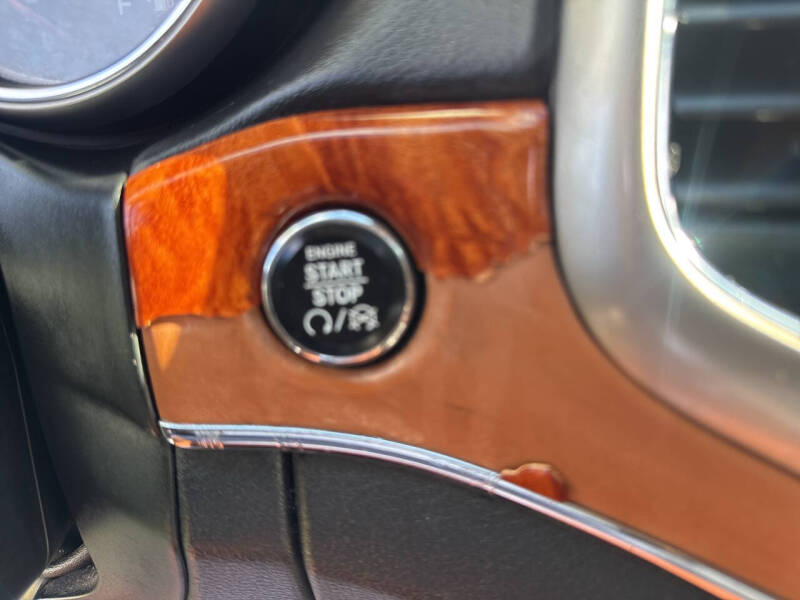 ENGINE
START
STOP
/